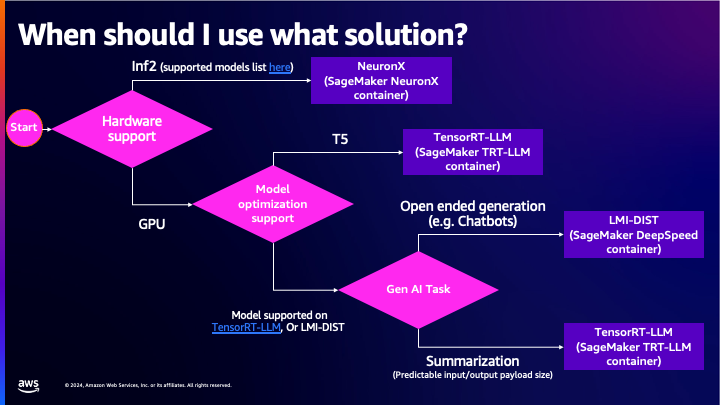 When should I use what solution?
Inf2 (supported models list here)
NeuronX
(SageMaker NeuronX
container)
Start
Hardware
support
T5
TensorRT-LLM
(SageMaker TRT-LLM
container)
Model
optimization
support
GPU
Open ended generation
(e.g. Chatbots)
LMI-DIST
(SageMaker DeepSpeed
container)
Gen AI Task
Model supported on
TensorRT-LLM, Or LMI-DIST
TensorRT-LLM
(SageMaker TRT-LLM
container)
Summarization
(Predictable input/output payload size)
aws
© 2024, Amazon Web Services, Inc. or its affiliates. All rights reserved.